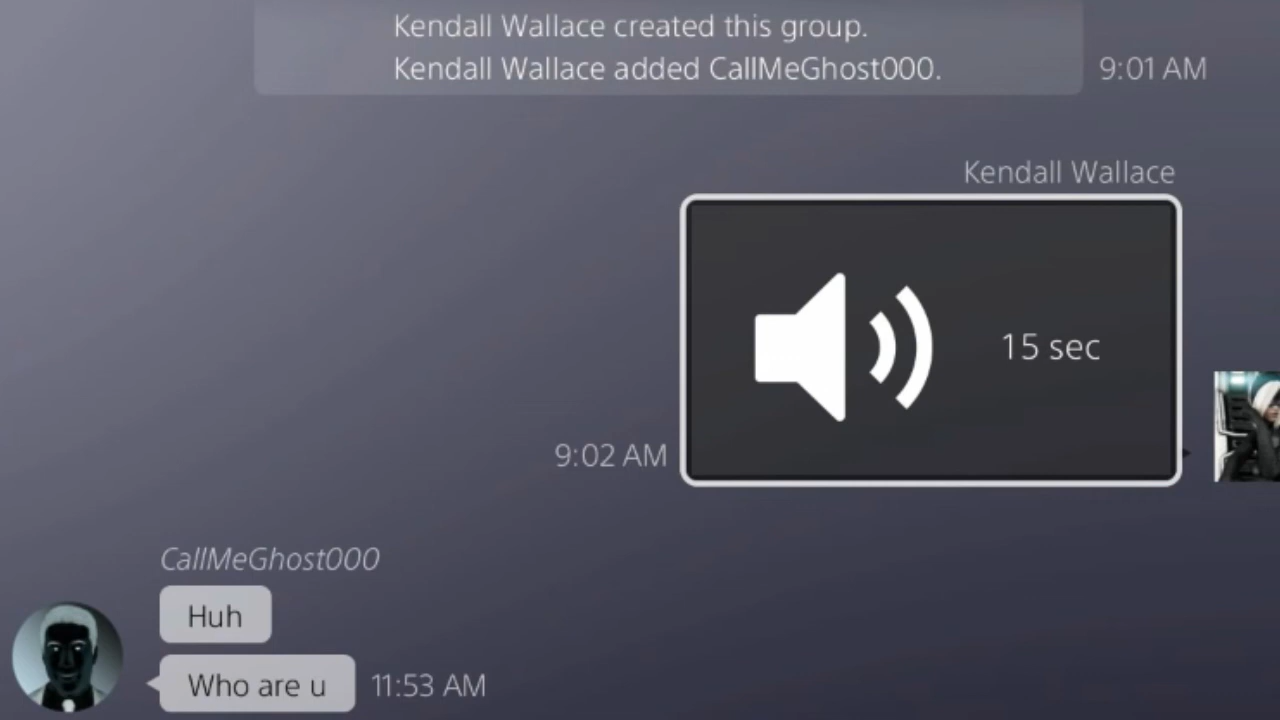 Kendall Wallace created this group.
Kendall Wallace added CallMeGhost000.
9:01 AM
Kendall Wallace
15 sec
9:02 AM
CallMeGhost000
Huh
Who are u
11:53 AM